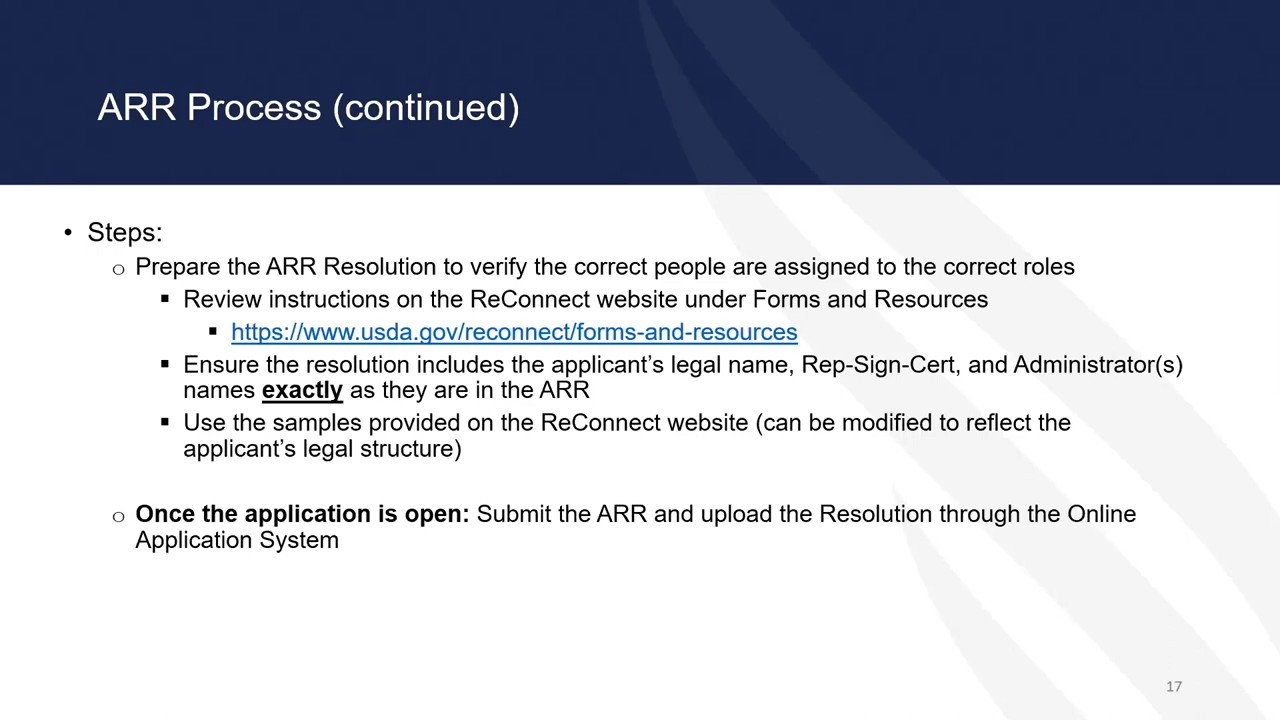 ARR Process (continued)
• Steps:
o Prepare the ARR Resolution to verify the correct people are assigned to the correct roles
▪ Review instructions on the ReConnect website under Forms and Resources
▪ https://www.usda.gov/reconnect/forms-and-resources
▪ Ensure the resolution includes the applicant’s legal name, Rep-Sign-Cert, and Administrator(s)
names exactly as they are in the ARR
▪ Use the samples provided on the ReConnect website (can be modified to reflect the
applicant’s legal structure)
o Once the application is open: Submit the ARR and upload the Resolution through the Online
Application System
17